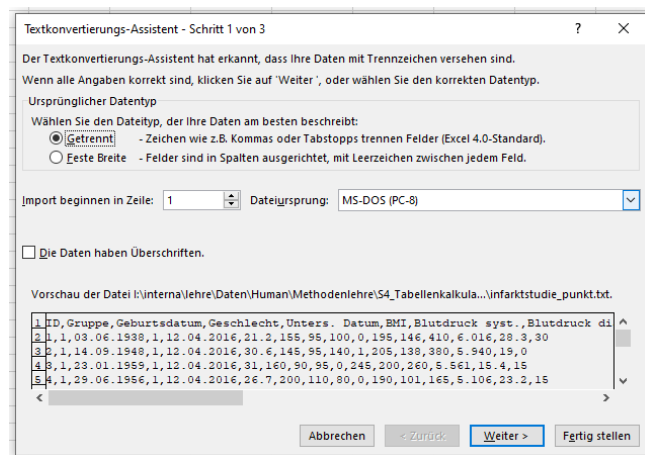 Textkonvertierungs-Assistent - Schritt 1 von 3
Der Textkonvertierungs-Assistent hat erkannt, dass Ihre Daten mit Trennzeichen versehen sind.
Wenn alle Angaben korrekt sind, klicken Sie auf 'Weiter ', oder wählen Sie den korrekten Datentyp.
Ursprünglicher Datentyp
Wählen Sie den Dateityp, der Ihre Daten am besten beschreibt:
Getrennt - Zeichen wie z.B. Kommas oder Tabstopps trennen Felder (Excel 4.0-Standard).
Feste Breite - Felder sind in Spalten ausgerichtet, mit Leerzeichen zwischen jedem Feld.
Import beginnen in Zeile: 1 Dateiursprung: MS-DOS (PC-8)
Die Daten haben Überschriften.
Vorschau der Datei I:\interna\lehre\Daten\Human\Methodenlehre\S4_Tabellenkalkula...\infarktstudie_punkt.txt.
1 ID,Gruppe,Geburtsdatum,Geschlecht,Unters. Datum,BMI,Blutdruck syst.,Blutdruck di
2 1,1,03.06.1938,1,12.04.2016,21.2,155,95,100,0,195,146,410,6.016,28.3,30
3 2,1,14.09.1948,1,12.04.2016,30.6,145,95,140,1,205,138,380,5.940,19,0
4 3,1,23.01.1959,1,12.04.2016,31,160,90,95,0,245,200,260,5.561,15.4,15
5 4,1,29.06.1956,1,12.04.2016,26.7,200,110,80,0,190,101,165,5.106,23.2,15
Abbrechen < Zurück Weiter > Fertig stellen